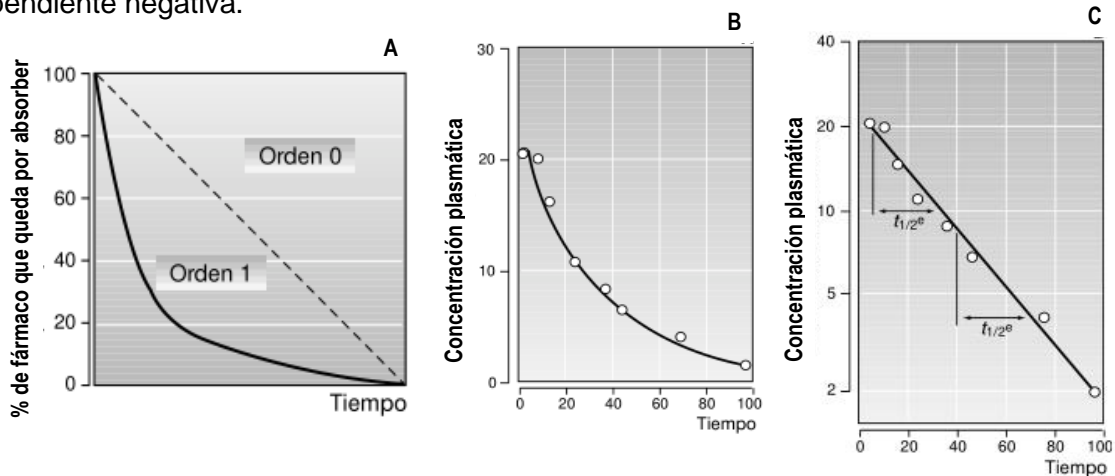 pendiente negativa.
A
% de fármaco que queda por absorber
100
80
60
40
20
0
Orden 0
Orden 1
Tiempo
B
Concentración plasmática
30
20
10
0
0 20 40 60 80 100
Tiempo
C
Concentración plasmática
40
20
10
5
2
t1/2e
t1/2e
0 20 40 60 80 100
Tiempo